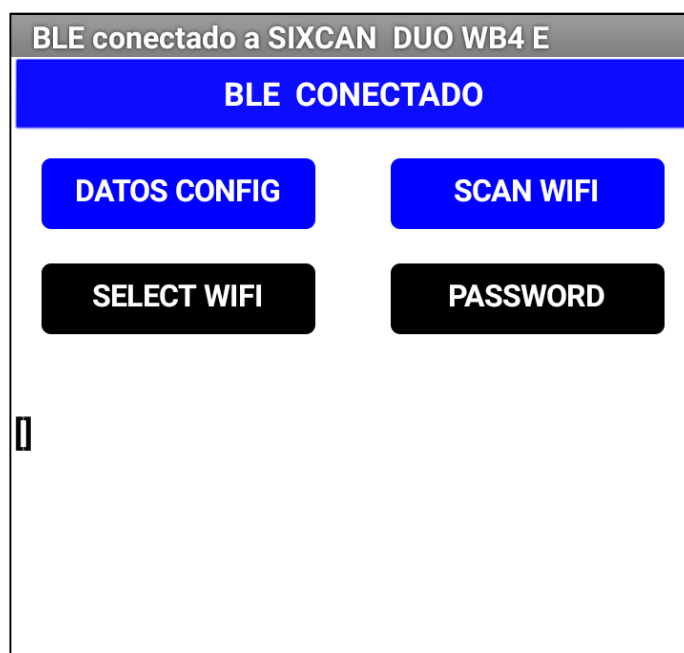 BLE conectado a SIXCAN DUO WB4 E
BLE CONECTADO
DATOS CONFIG
SCAN WIFI
SELECT WIFI
PASSWORD
[]